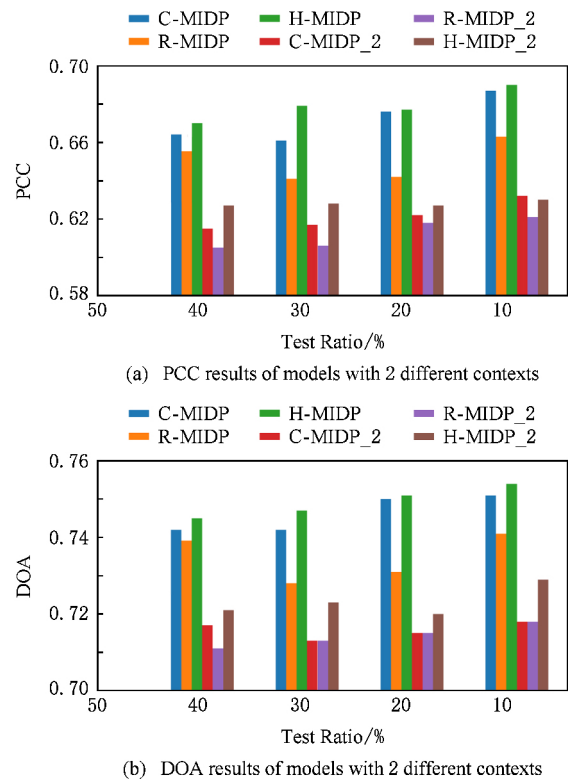 C-MIDP H-MIDP R-MIDP_2
R-MIDP C-MIDP_2 H-MIDP_2
0.70
0.66
0.62
0.58
PCC
50 40 30 20 10
Test Ratio/%
(a) PCC results of models with 2 different contexts
C-MIDP H-MIDP R-MIDP_2
R-MIDP C-MIDP_2 H-MIDP_2
0.76
0.74
0.72
0.70
DOA
50 40 30 20 10
Test Ratio/%
(b) DOA results of models with 2 different contexts